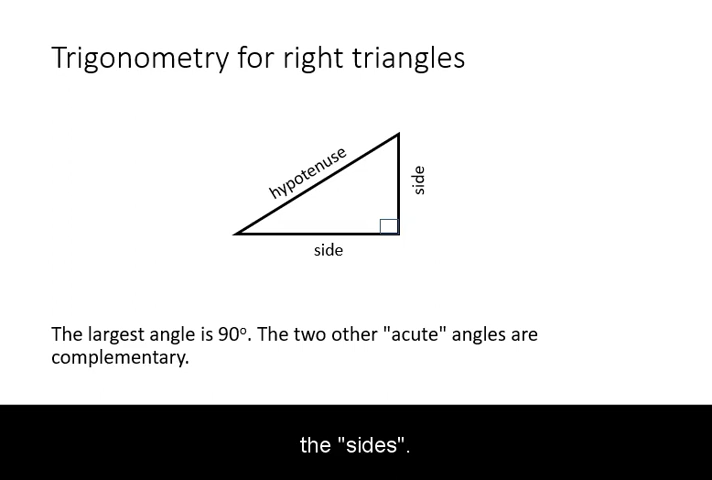 Trigonometry for right triangles
hypotenuse
side
side
The largest angle is 90º. The two other "acute" angles are
complementary.
the "sides".